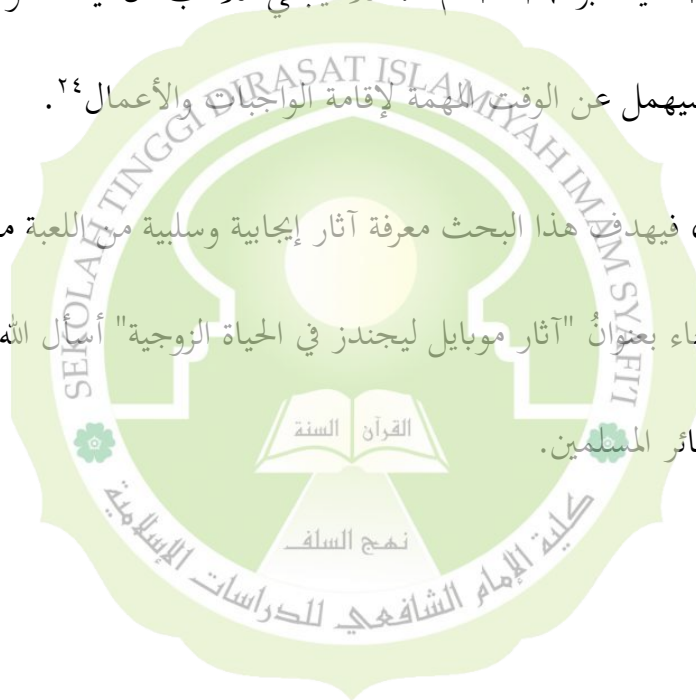 سيهمل عن الوقت المهمة لإقامة الواجبات والأعمال٢٤.
، فيهدف هذا البحث معرفة آثار إيجابية وسلبية من اللعبة
جاء بعنوانُ "آثار موبايل ليجندز في الحياة الزوجية" أسأل الله
ائر المسلمين.
SEKOLAH TINGGI DIRASAT ISLAMIYAH IMAM SYAFI'I
القرآن السنة
نهج السلف
كلية الإمام الشافعي للدراسات الإسلامية